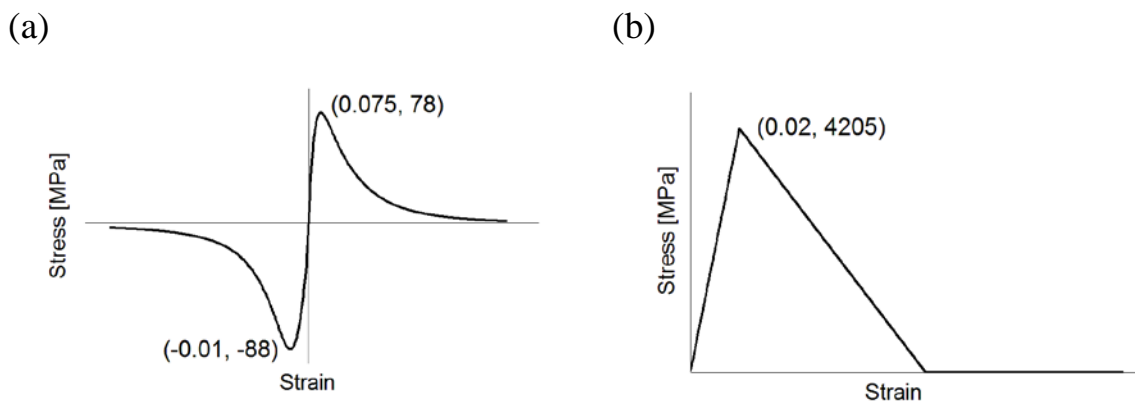 (a)
(b)
(0.075, 78)
Stress [MPa]
(-0.01, -88)
Strain
(0.02, 4205)
Stress [MPa]
Strain